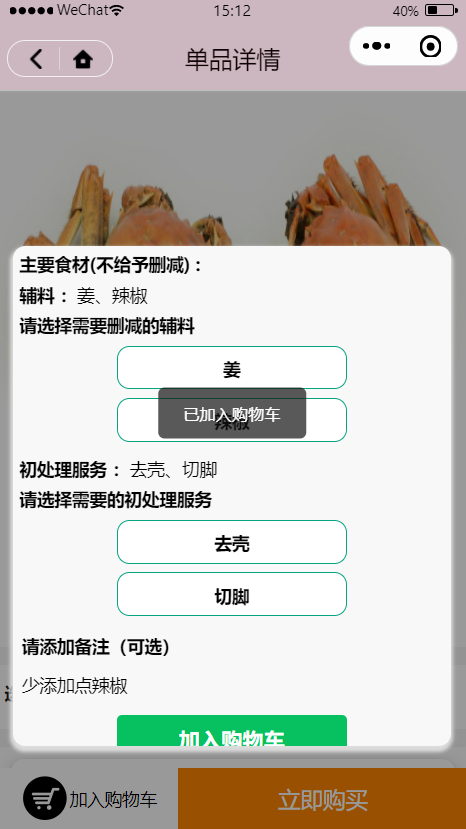 WeChat
15:12
40%
单品详情
主要食材(不给予删减)：
辅料： 姜、辣椒
请选择需要删减的辅料
姜
已加入购物车
辣椒
初处理服务： 去壳、切脚
请选择需要的初处理服务
去壳
切脚
请添加备注（可选）
少添加点辣椒
加入购物车
加入购物车
立即购买